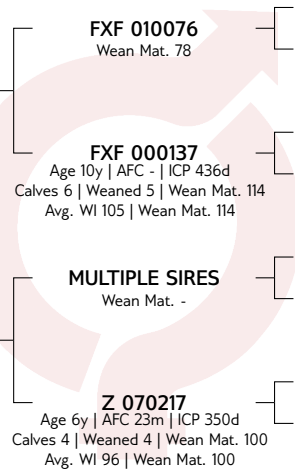 FXF 010076
Wean Mat. 78
FXF 000137
Age 10y | AFC - | ICP 436d
Calves 6 | Weaned 5 | Wean Mat. 114
Avg. WI 105 | Wean Mat. 114
MULTIPLE SIRES
Wean Mat. -
Z 070217
Age 6y | AFC 23m | ICP 350d
Calves 4 | Weaned 4 | Wean Mat. 100
Avg. WI 96 | Wean Mat. 100